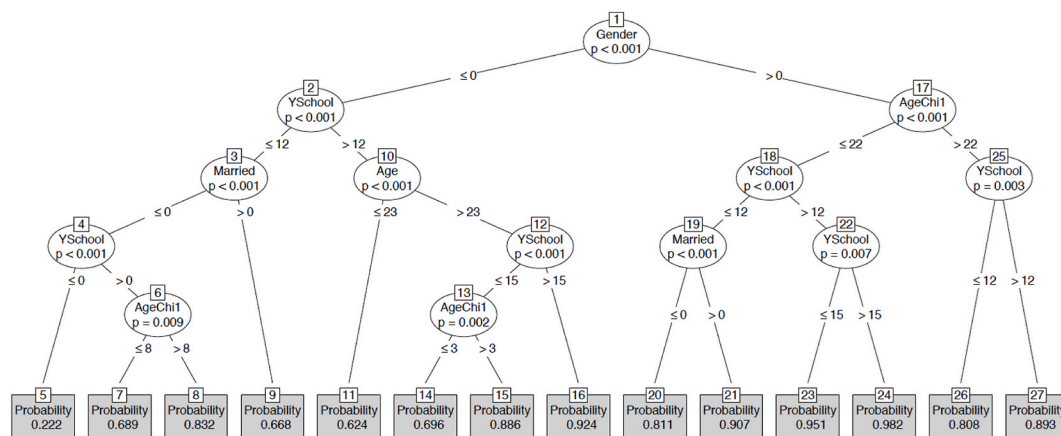 1
Gender
p < 0.001
≤ 0
> 0
2
YSchool
p < 0.001
17
AgeChi1
p < 0.001
≤ 12
> 12
≤ 22
> 22
3
Married
p < 0.001
10
Age
p < 0.001
18
YSchool
p < 0.001
25
YSchool
p = 0.003
≤ 0
> 0
≤ 23
> 23
≤ 12
> 12
4
YSchool
p < 0.001
12
YSchool
p < 0.001
19
Married
p < 0.001
22
YSchool
p = 0.007
≤ 0
> 0
≤ 15
> 15
≤ 12
> 12
6
AgeChi1
p = 0.009
13
AgeChi1
p = 0.002
≤ 0
> 0
≤ 15
> 15
≤ 8
> 8
≤ 3
> 3
5
Probability
0.222
7
Probability
0.689
8
Probability
0.832
9
Probability
0.668
11
Probability
0.624
14
Probability
0.696
15
Probability
0.886
16
Probability
0.924
20
Probability
0.811
21
Probability
0.907
23
Probability
0.951
24
Probability
0.982
26
Probability
0.808
27
Probability
0.893